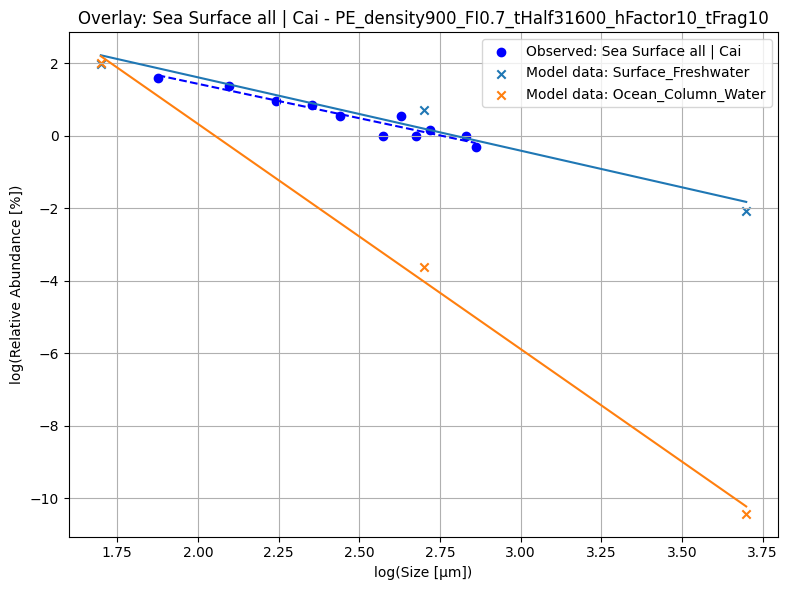 Overlay: Sea Surface all | Cai - PE_density900_FI0.7_tHalf31600_hFactor10_tFrag10
Observed: Sea Surface all | Cai
Model data: Surface_Freshwater
Model data: Ocean_Column_Water
log(Relative Abundance [%])
2
0
−2
−4
−6
−8
−10
1.75
2.00
2.25
2.50
2.75
3.00
3.25
3.50
3.75
log(Size [µm])